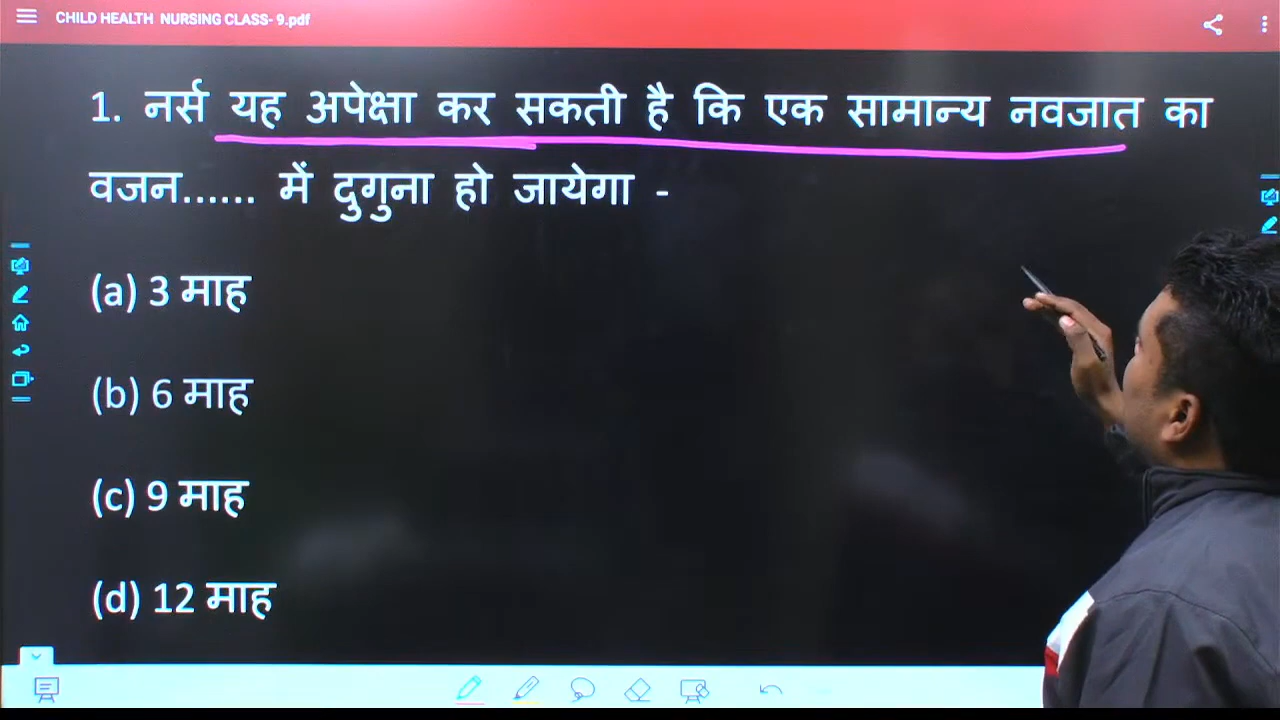 CHILD HEALTH NURSING CLASS- 9.pdf
1. नर्स यह अपेक्षा कर सकती है कि एक सामान्य नवजात का
वजन...... में दुगुना हो जायेगा -
(a) 3 माह
(b) 6 माह
(c) 9 माह
(d) 12 माह